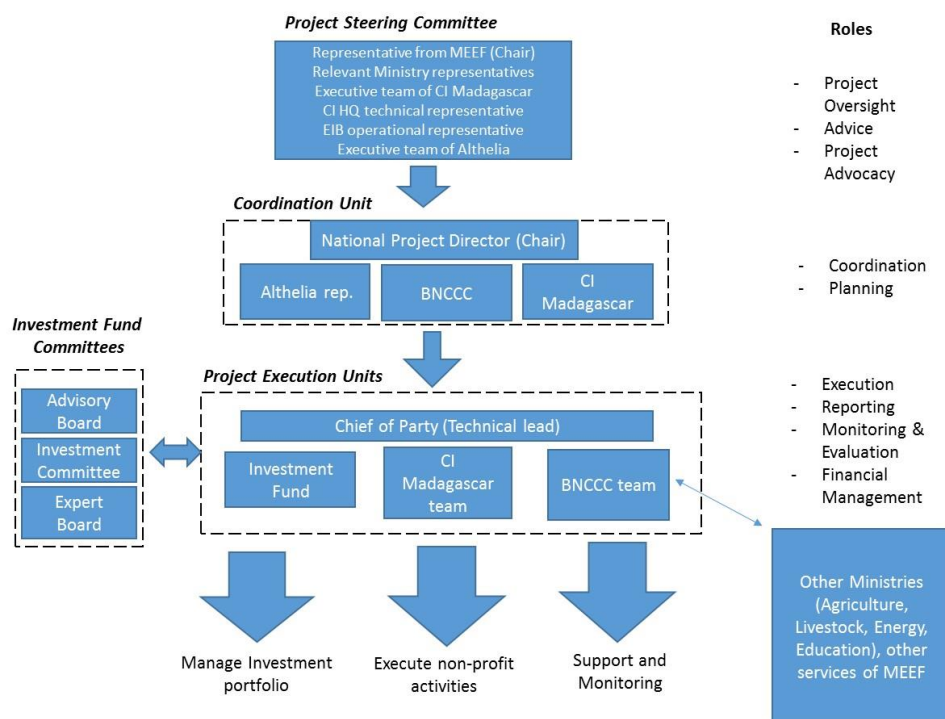 Project Steering Committee
Representative from MEEF (Chair)
Relevant Ministry representatives
Executive team of CI Madagascar
CI HQ technical representative
EIB operational representative
Executive team of Althelia
Roles
- Project
Oversight
- Advice
- Project
Advocacy
Coordination Unit
National Project Director (Chair)
Althelia rep.
BNCCC
CI
Madagascar
- Coordination
- Planning
Investment Fund
Committees
Advisory
Board
Investment
Committee
Expert
Board
Project Execution Units
Chief of Party (Technical lead)
Investment
Fund
CI
Madagascar
team
BNCCC team
- Execution
- Reporting
- Monitoring &
Evaluation
- Financial
Management
Other Ministries
(Agriculture,
Livestock, Energy,
Education), other
services of MEEF
Manage Investment
portfolio
Execute non-profit
activities
Support and
Monitoring